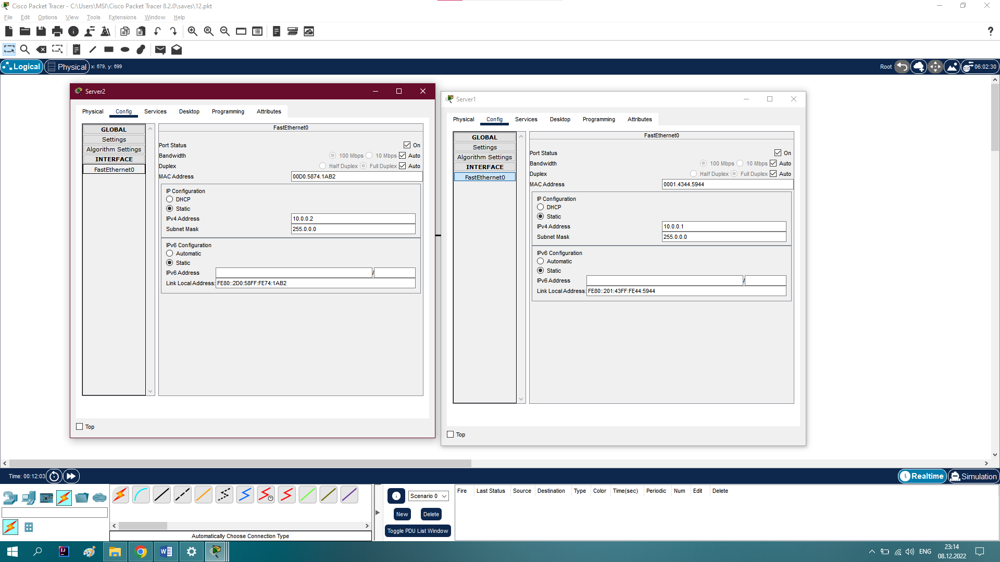 Cisco Packet Tracer - C:\Users\MSI\Cisco Packet Tracer 8.2.0\saves\12.pkt
File Edit Options View Tools Extensions Window Help
Logical Physical x: 679, y: 699 Root 06:02:30
Server2
Physical Config Services Desktop Programming Attributes
GLOBAL
Settings
Algorithm Settings
INTERFACE
FastEthernet0
FastEthernet0
Port Status On
Bandwidth 100 Mbps 10 Mbps Auto
Duplex Half Duplex Full Duplex Auto
MAC Address 00D0.5874.1AB2
IP Configuration
DHCP
Static
IPv4 Address 10.0.0.2
Subnet Mask 255.0.0.0
IPv6 Configuration
Automatic
Static
IPv6 Address /
Link Local Address: FE80::2D0:58FF:FE74:1AB2
Top
Server1
Physical Config Services Desktop Programming Attributes
GLOBAL
Settings
Algorithm Settings
INTERFACE
FastEthernet0
FastEthernet0
Port Status On
Bandwidth 100 Mbps 10 Mbps Auto
Duplex Half Duplex Full Duplex Auto
MAC Address 0001.4344.5944
IP Configuration
DHCP
Static
IPv4 Address 10.0.0.1
Subnet Mask 255.0.0.0
IPv6 Configuration
Automatic
Static
IPv6 Address /
Link Local Address: FE80::201:43FF:FE44:5944
Top
Time: 00:12:03 Realtime Simulation
Automatically Choose Connection Type
Scenario 0
New Delete
Toggle PDU List Window
Fire Last Status Source Destination Type Color Time(sec) Periodic Num Edit Delete
ENG
23:14
08.12.2022